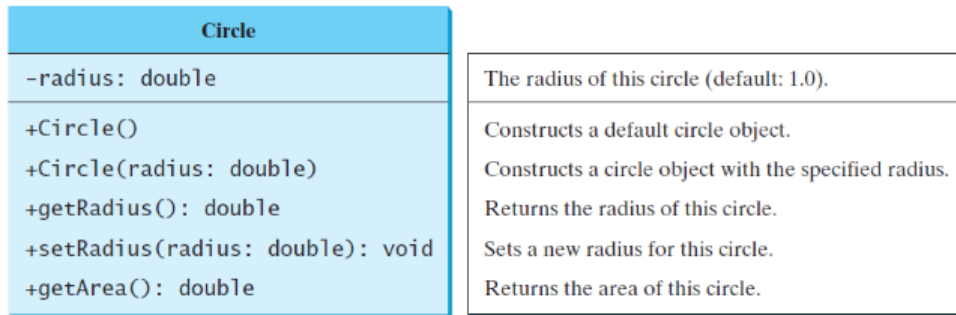 Circle
-radius: double
The radius of this circle (default: 1.0).
+Circle()
Constructs a default circle object.
+Circle(radius: double)
Constructs a circle object with the specified radius.
+getRadius(): double
Returns the radius of this circle.
+setRadius(radius: double): void
Sets a new radius for this circle.
+getArea(): double
Returns the area of this circle.